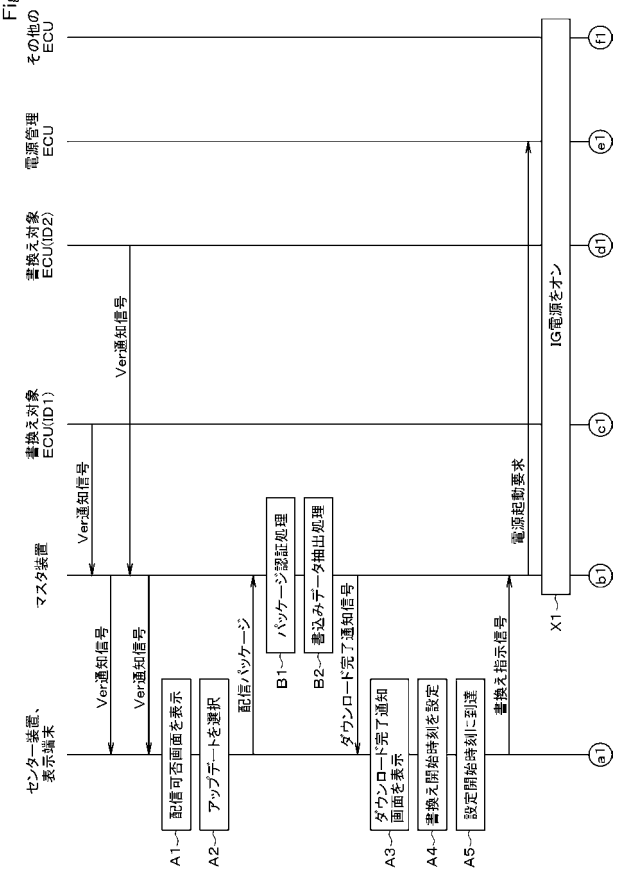 Fig
センター装置、
表示端末
マスタ装置
書換え対象
ECU(ID1)
書換え対象
ECU(ID2)
電源管理
ECU
その他の
ECU
Ver通知信号
Ver通知信号
Ver通知信号
Ver通知信号
A1 配信可否画面を表示
A2 アップデートを選択
配信パッケージ
B1 パッケージ認証処理
B2 書込みデータ抽出処理
ダウンロード完了通知信号
A3 ダウンロード完了通知
画面を表示
A4 書換え開始時刻を設定
A5 設定開始時刻に到達
書換え指示信号
電源起動要求
X1 IG電源をオン
a1
b1
c1
d1
e1
f1